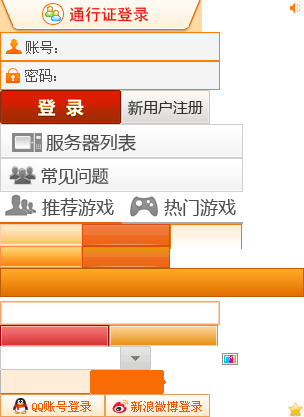 通行证登录
账号:
密码:
登 录 新用户注册
服务器列表
常见问题
推荐游戏 热门游戏
QQ账号登录 新浪微博登录